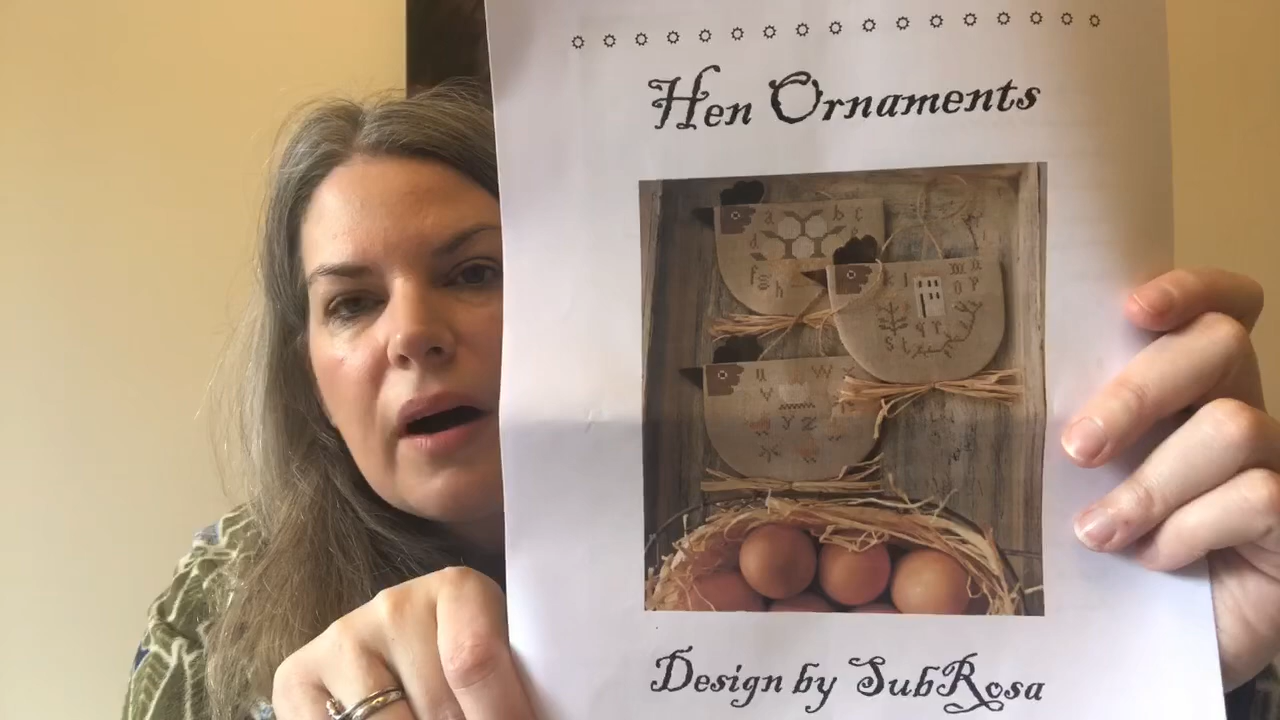 Hen Ornaments
a b c
d
f g h
k l m
o p
q r
s t
u w x
v
y z
Design by SubRosa